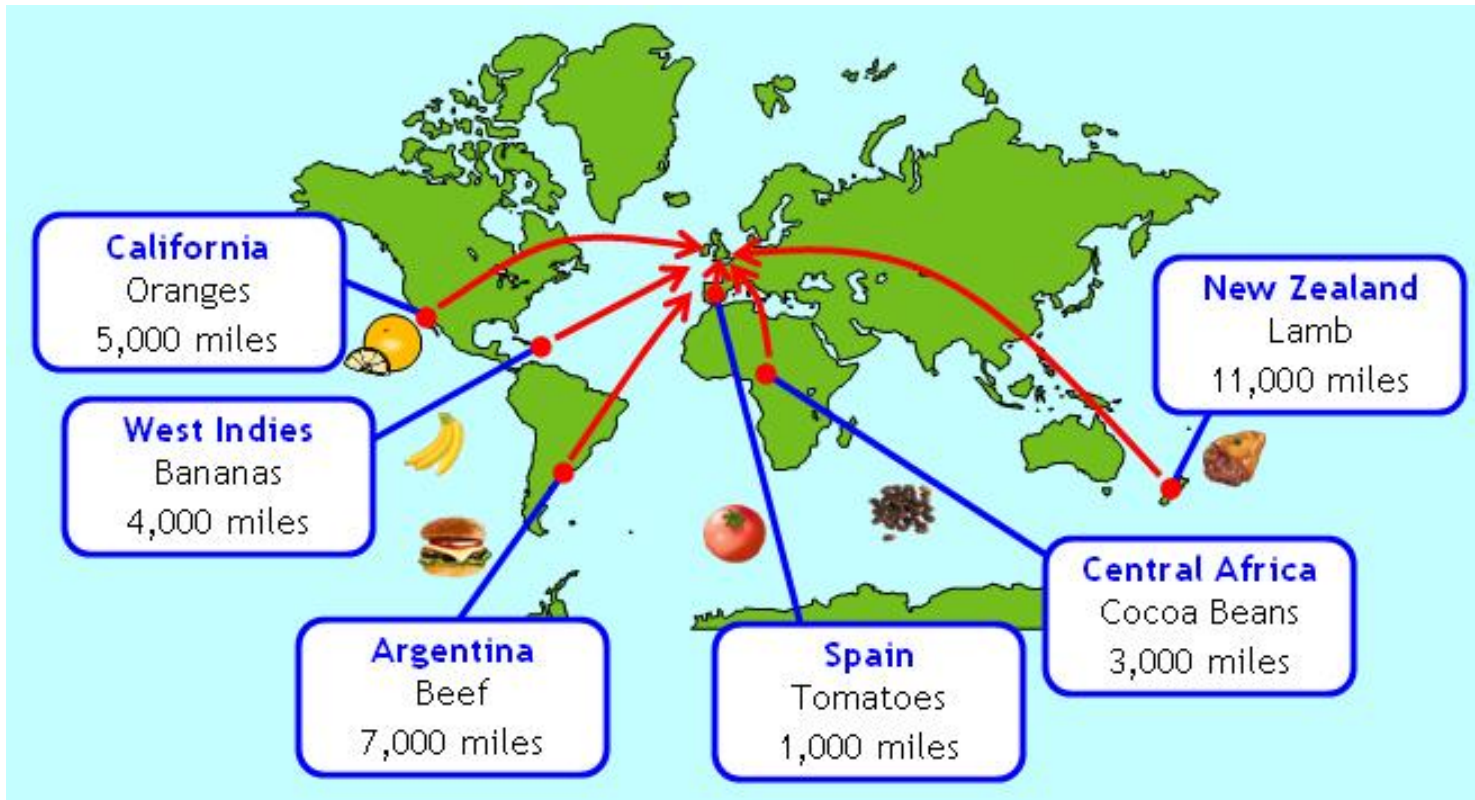 California
Oranges
5,000 miles
West Indies
Bananas
4,000 miles
Argentina
Beef
7,000 miles
Spain
Tomatoes
1,000 miles
Central Africa
Cocoa Beans
3,000 miles
New Zealand
Lamb
11,000 miles